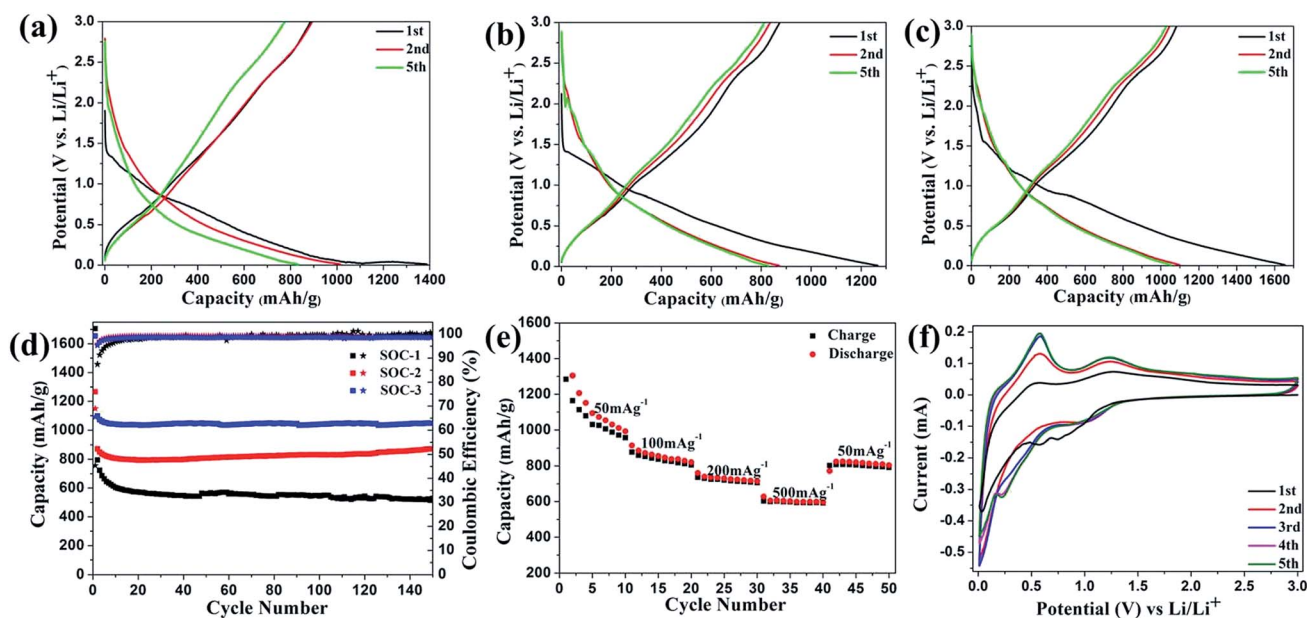 (a)
1st
2nd
5th
Potential (V vs. Li/Li+)
3.0
2.5
2.0
1.5
1.0
0.5
0.0
0 200 400 600 800 1000 1200 1400
Capacity (mAh/g)
(b)
1st
2nd
5th
Potential (V vs. Li/Li+)
3.0
2.5
2.0
1.5
1.0
0.5
0.0
0 200 400 600 800 1000 1200
Capacity (mAh/g)
(c)
1st
2nd
5th
Potential (V vs. Li/Li+)
3.0
2.5
2.0
1.5
1.0
0.5
0.0
0 200 400 600 800 1000 1200 1400 1600
Capacity (mAh/g)
(d)
SOC-1
SOC-2
SOC-3
Capacity (mAh/g)
1600
1400
1200
1000
800
600
400
200
0
Coulombic Efficiency (%)
100
90
80
70
60
50
40
30
20
10
0
0 20 40 60 80 100 120 140
Cycle Number
(e)
Charge
Discharge
50mAg-1
100mAg-1
200mAg-1
500mAg-1
50mAg-1
Capacity (mAh/g)
1600
1400
1200
1000
800
600
400
200
0 10 20 30 40 50
Cycle Number
(f)
1st
2nd
3rd
4th
5th
Current (mA)
0.2
0.1
0.0
-0.1
-0.2
-0.3
-0.4
-0.5
0.0 0.5 1.0 1.5 2.0 2.5 3.0
Potential (V) vs Li/Li+